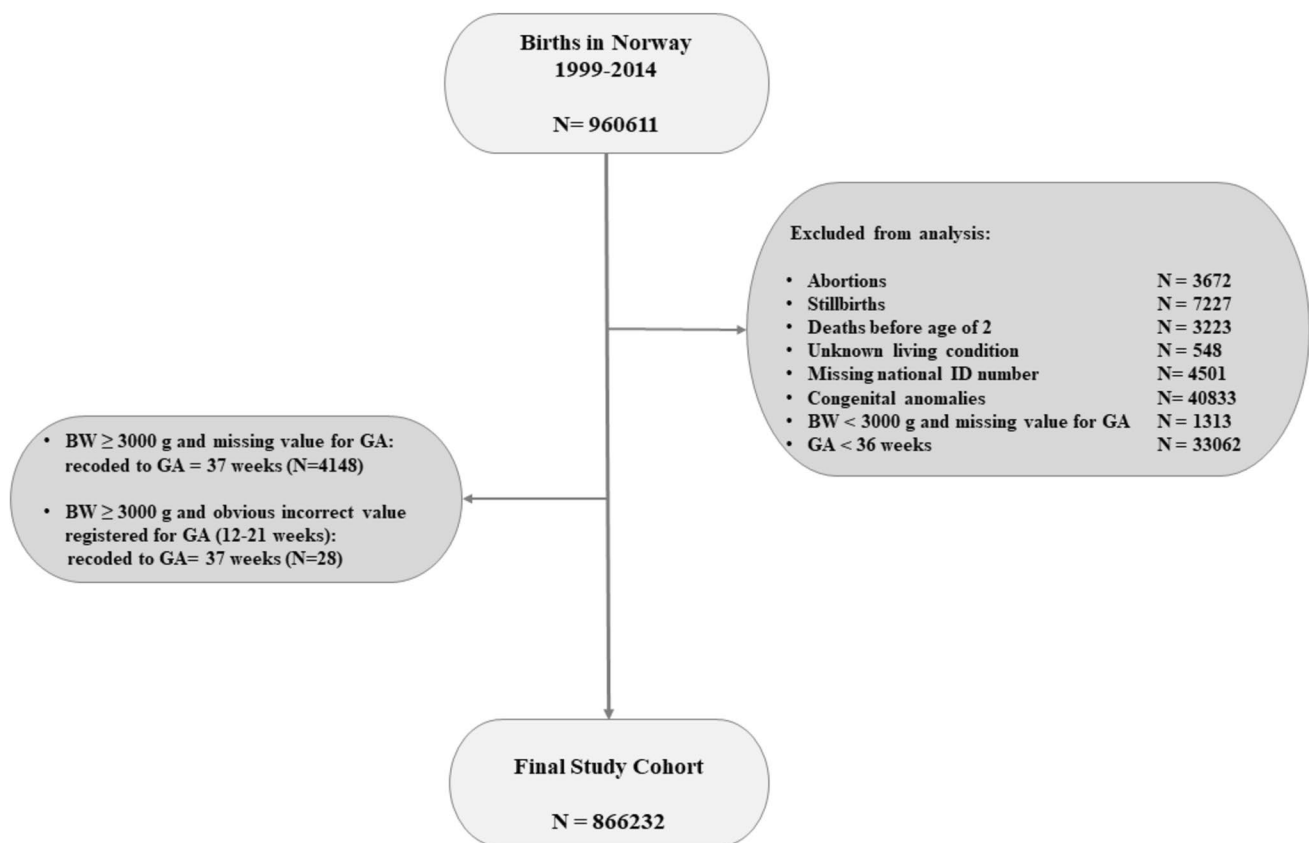 Births in Norway
1999-2014
N= 960611
Excluded from analysis:
• Abortions N = 3672
• Stillbirths N = 7227
• Deaths before age of 2 N = 3223
• Unknown living condition N = 548
• Missing national ID number N= 4501
• Congenital anomalies N= 40833
• BW < 3000 g and missing value for GA N = 1313
• GA < 36 weeks N = 33062
• BW ≥ 3000 g and missing value for GA:
recoded to GA = 37 weeks (N=4148)
• BW ≥ 3000 g and obvious incorrect value
registered for GA (12-21 weeks):
recoded to GA= 37 weeks (N=28)
Final Study Cohort
N = 866232